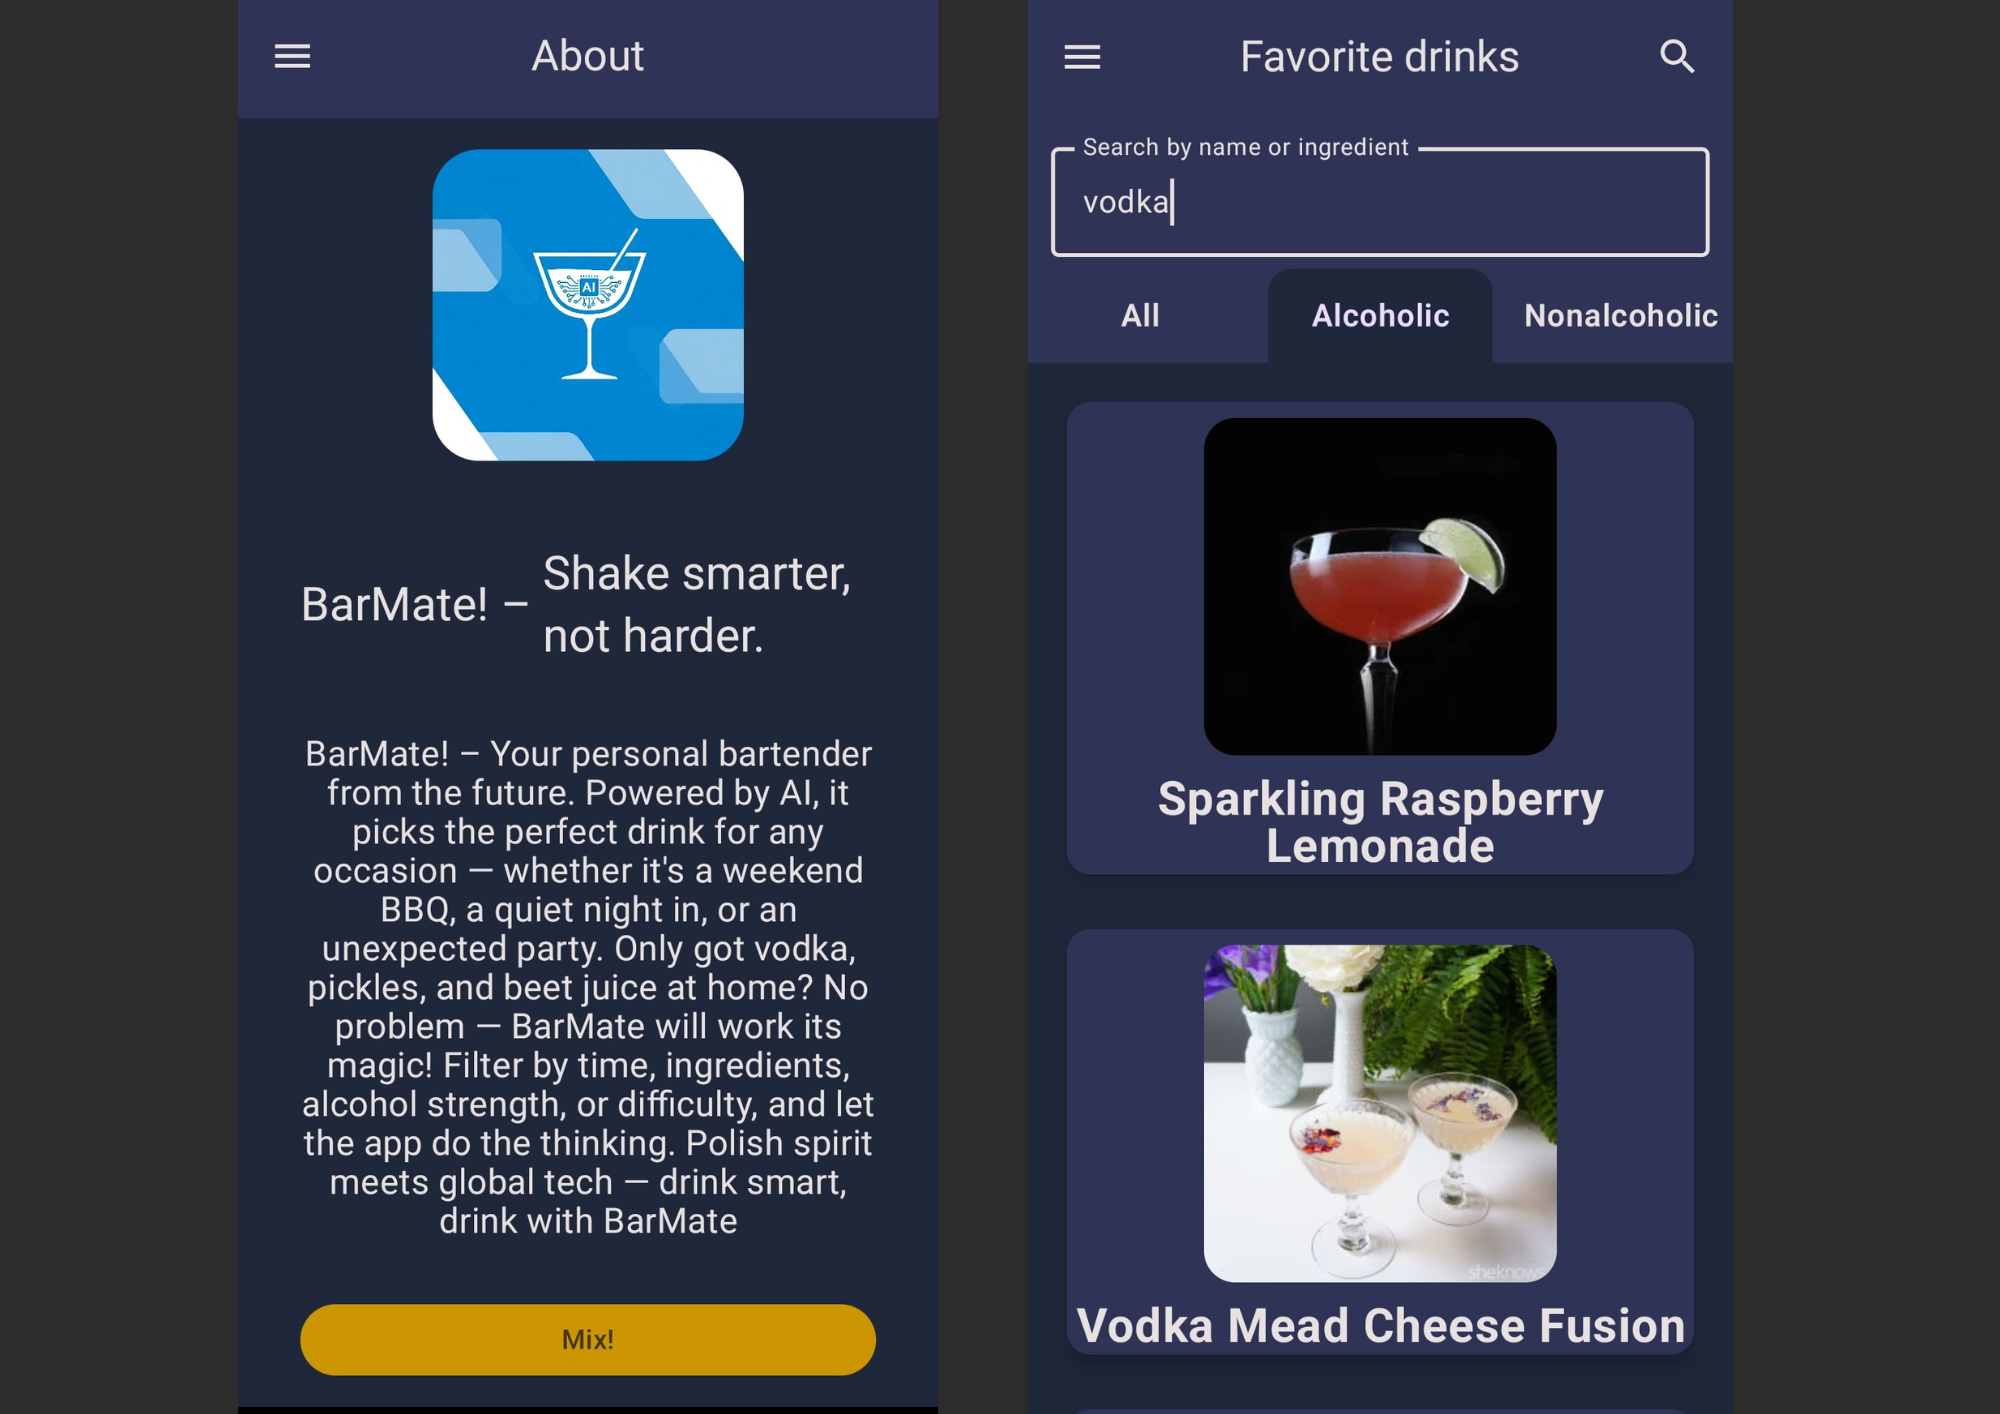 About
AI
BarMate! –
Shake smarter,
not harder.
BarMate! – Your personal bartender
from the future. Powered by AI, it
picks the perfect drink for any
occasion — whether it's a weekend
BBQ, a quiet night in, or an
unexpected party. Only got vodka,
pickles, and beet juice at home? No
problem — BarMate will work its
magic! Filter by time, ingredients,
alcohol strength, or difficulty, and let
the app do the thinking. Polish spirit
meets global tech — drink smart,
drink with BarMate
Mix!
Favorite drinks
Search by name or ingredient
vodka
All Alcoholic Nonalcoholic
Sparkling Raspberry
Lemonade
sheknows
Vodka Mead Cheese Fusion